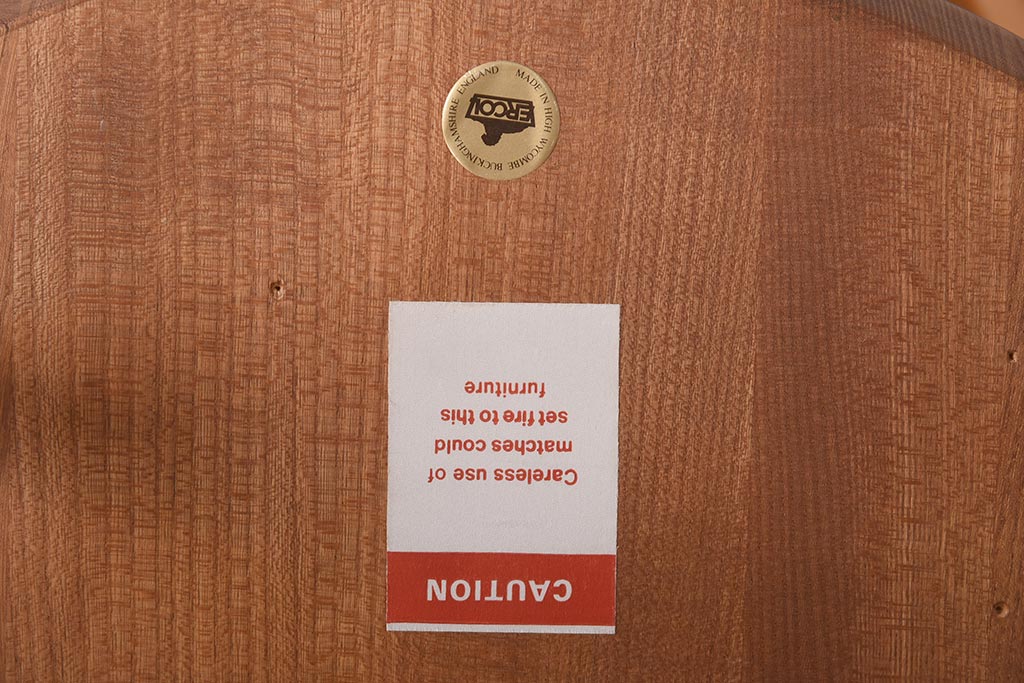 MADE IN HIGH WYCOMBE BUCKINGHAMSHIRE ENGLAND
ERCOL
CAUTION
Careless use of
matches could
set fire to this
furniture